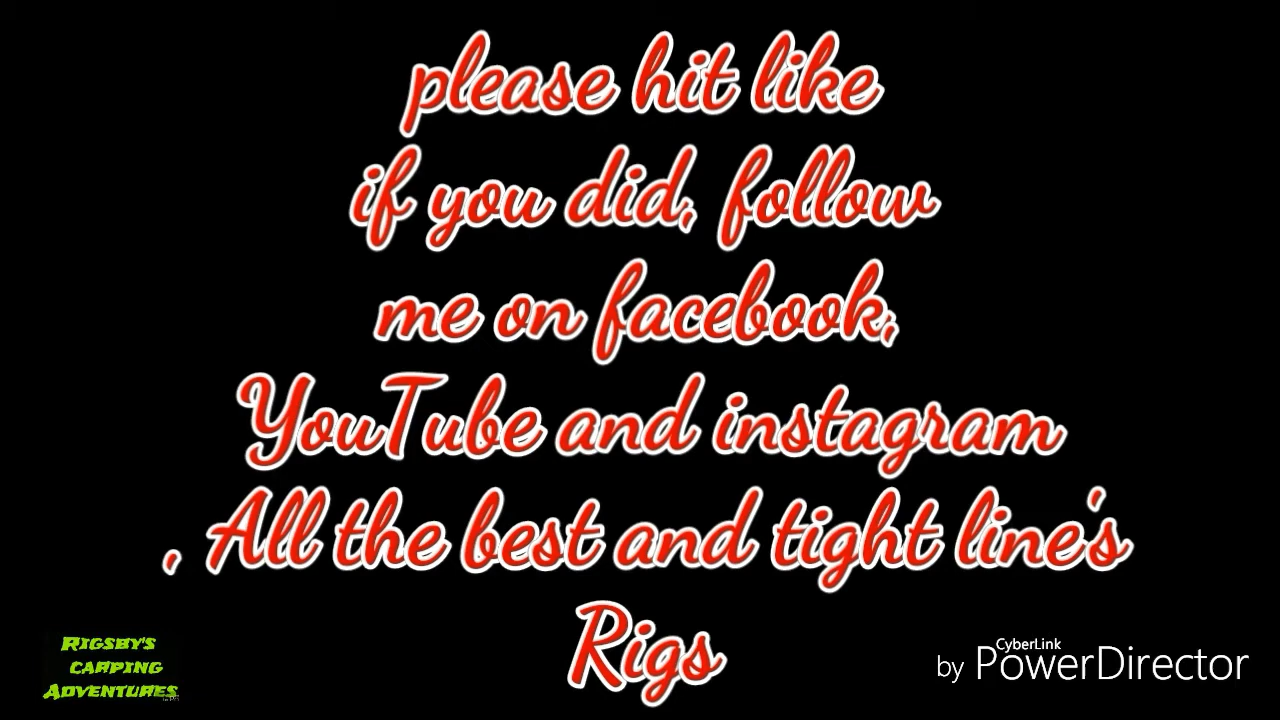 please hit like
if you did, follow
me on facebook,
YouTube and instagram
, All the best and tight line's
Rigs
RIGSBY'S
CARPING
ADVENTURES
CyberLink
by PowerDirector